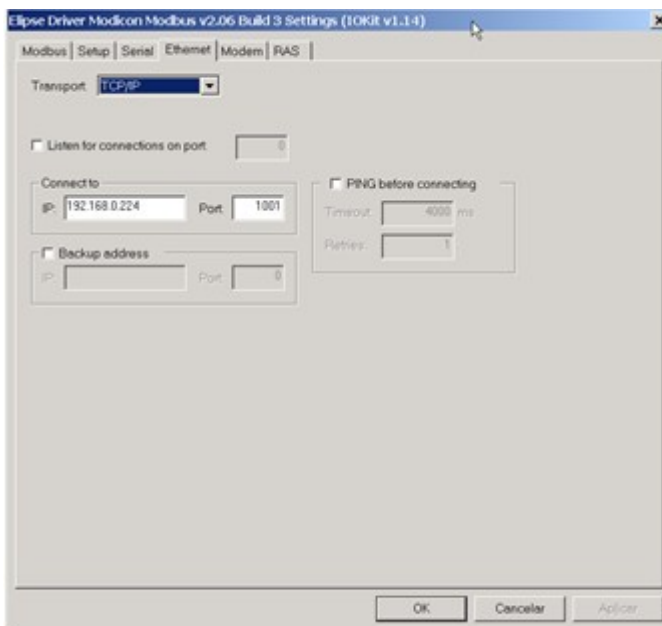 Elipse Driver Modicon Modbus v2.06 Build 3 Settings (IOKit v1.14)
Modbus Setup Serial Ethernet Modem RAS
Transport: TCP/IP
Listen for connections on port: 0
Connect to
IP: 192.168.0.224 Port: 1001
PING before connecting
Timeout: 4000 ms
Retries: 1
Backup address
IP: Port: 0
OK Cancelar Aplicar